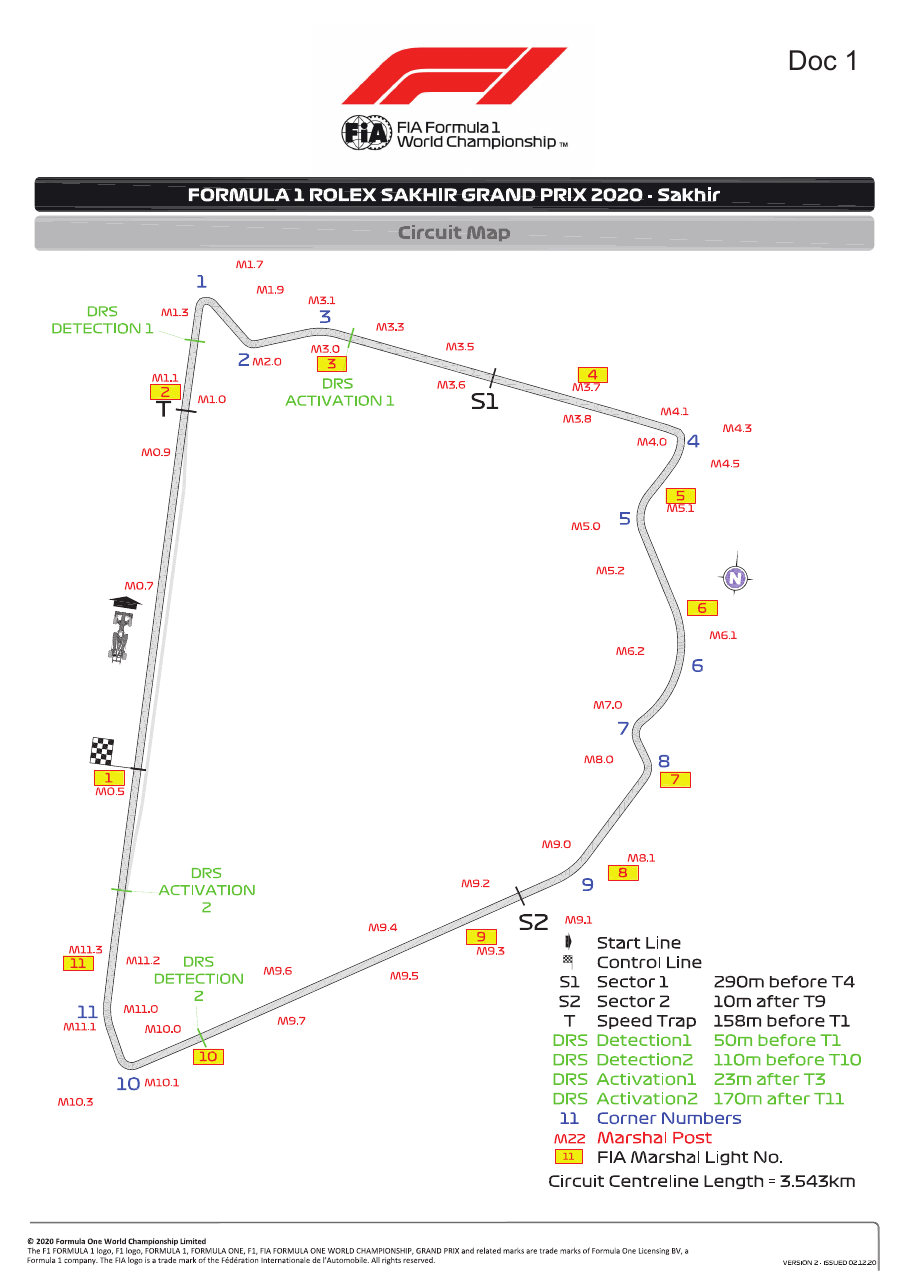 Doc 1
F1
FIA
FIA Formula 1
World Championship™
FORMULA 1 ROLEX SAKHIR GRAND PRIX 2020 - Sakhir
Circuit Map
M1.7
1
M1.9
M3.1
DRS
DETECTION 1
M1.3
3
M3.3
2
M2.0
M3.0
3
M3.5
DRS
ACTIVATION 1
M3.6
S1
4
M3.7
M3.8
M4.1
M4.0
4
M4.3
M4.5
M1.1
2
T
M1.0
M0.9
5
M5.1
5
M5.0
M5.2
N
6
M6.1
M6.2
6
M0.7
M7.0
7
M8.0
8
7
1
M0.5
M9.0
M8.1
8
9
M9.2
S2
M9.1
DRS
ACTIVATION
2
M9.4
9
M9.3
M11.3
11
M11.2
DRS
DETECTION
2
M9.6
M9.5
11
M11.0
M11.1
M10.0
M9.7
10
10
M10.1
M10.3
Start Line
Control Line
S1 Sector 1 290m before T4
S2 Sector 2 10m after T9
T Speed Trap 158m before T1
DRS Detection1 50m before T1
DRS Detection2 110m before T10
DRS Activation1 23m after T3
DRS Activation2 170m after T11
11 Corner Numbers
M22 Marshal Post
11 FIA Marshal Light No.
Circuit Centreline Length = 3.543km
© 2020 Formula One World Championship Limited
The F1 FORMULA 1 logo, F1 logo, FORMULA 1, FORMULA ONE, F1, FIA FORMULA ONE WORLD CHAMPIONSHIP, GRAND PRIX and related marks are trade marks of Formula One Licensing BV, a
Formula 1 company. The FIA logo is a trade mark of the Fédération Internationale de l'Automobile. All rights reserved.
VERSION 2 - ISSUED 02.12.20